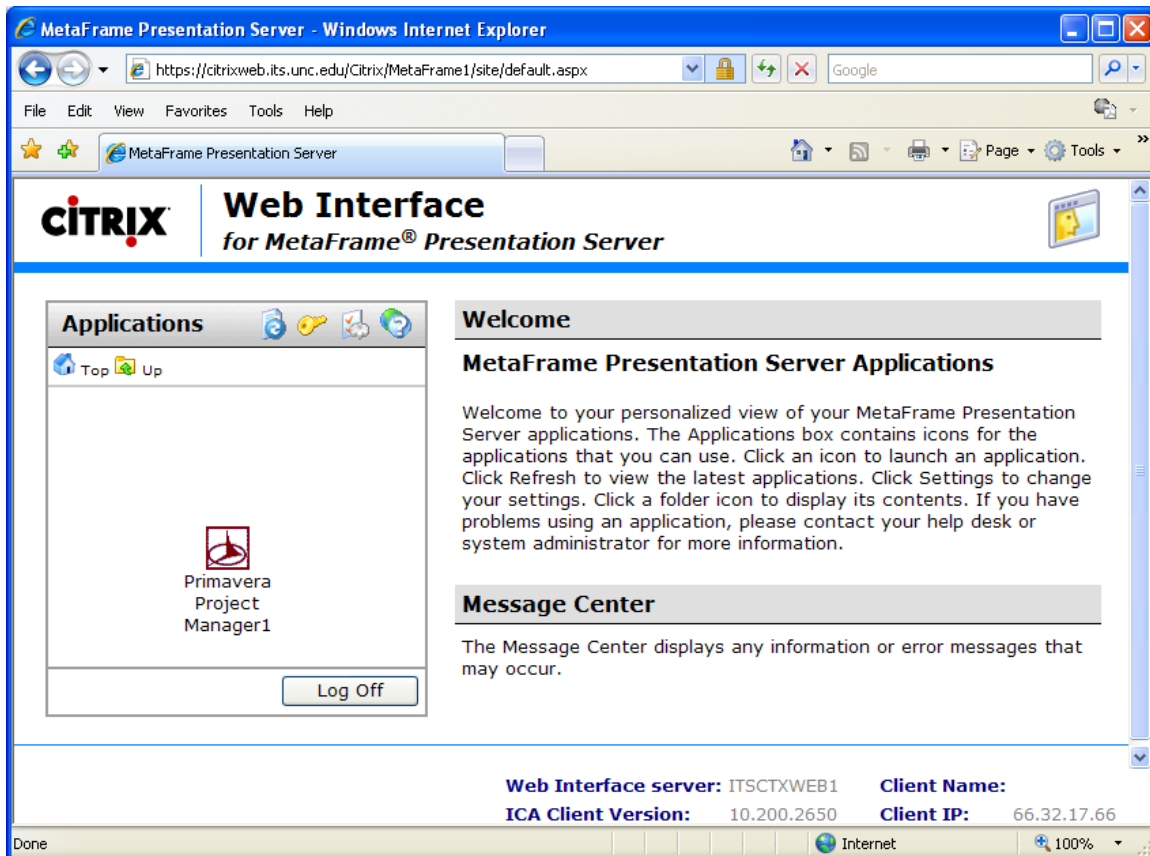 MetaFrame Presentation Server - Windows Internet Explorer
https://citrixweb.its.unc.edu/Citrix/MetaFrame1/site/default.aspx
Google
File Edit View Favorites Tools Help
MetaFrame Presentation Server
Page Tools »
CITRIX
Web Interface
for MetaFrame® Presentation Server
Applications
Top Up
Primavera
Project
Manager1
Log Off
Welcome
MetaFrame Presentation Server Applications
Welcome to your personalized view of your MetaFrame Presentation
Server applications. The Applications box contains icons for the
applications that you can use. Click an icon to launch an application.
Click Refresh to view the latest applications. Click Settings to change
your settings. Click a folder icon to display its contents. If you have
problems using an application, please contact your help desk or
system administrator for more information.
Message Center
The Message Center displays any information or error messages that
may occur.
Web Interface server: ITSCTXWEB1 Client Name:
ICA Client Version: 10.200.2650 Client IP: 66.32.17.66
Done Internet 100%